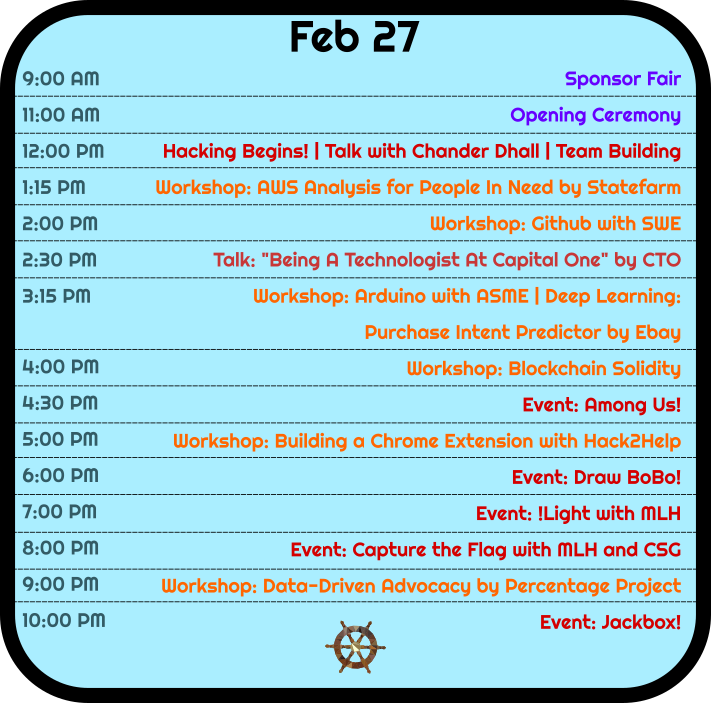 Feb 27
9:00 AM Sponsor Fair
11:00 AM Opening Ceremony
12:00 PM Hacking Begins! | Talk with Chander Dhall | Team Building
1:15 PM Workshop: AWS Analysis for People In Need by Statefarm
2:00 PM Workshop: Github with SWE
2:30 PM Talk: "Being A Technologist At Capital One" by CTO
3:15 PM Workshop: Arduino with ASME | Deep Learning:
Purchase Intent Predictor by Ebay
4:00 PM Workshop: Blockchain Solidity
4:30 PM Event: Among Us!
5:00 PM Workshop: Building a Chrome Extension with Hack2Help
6:00 PM Event: Draw BoBo!
7:00 PM Event: !Light with MLH
8:00 PM Event: Capture the Flag with MLH and CSG
9:00 PM Workshop: Data-Driven Advocacy by Percentage Project
10:00 PM Event: Jackbox!